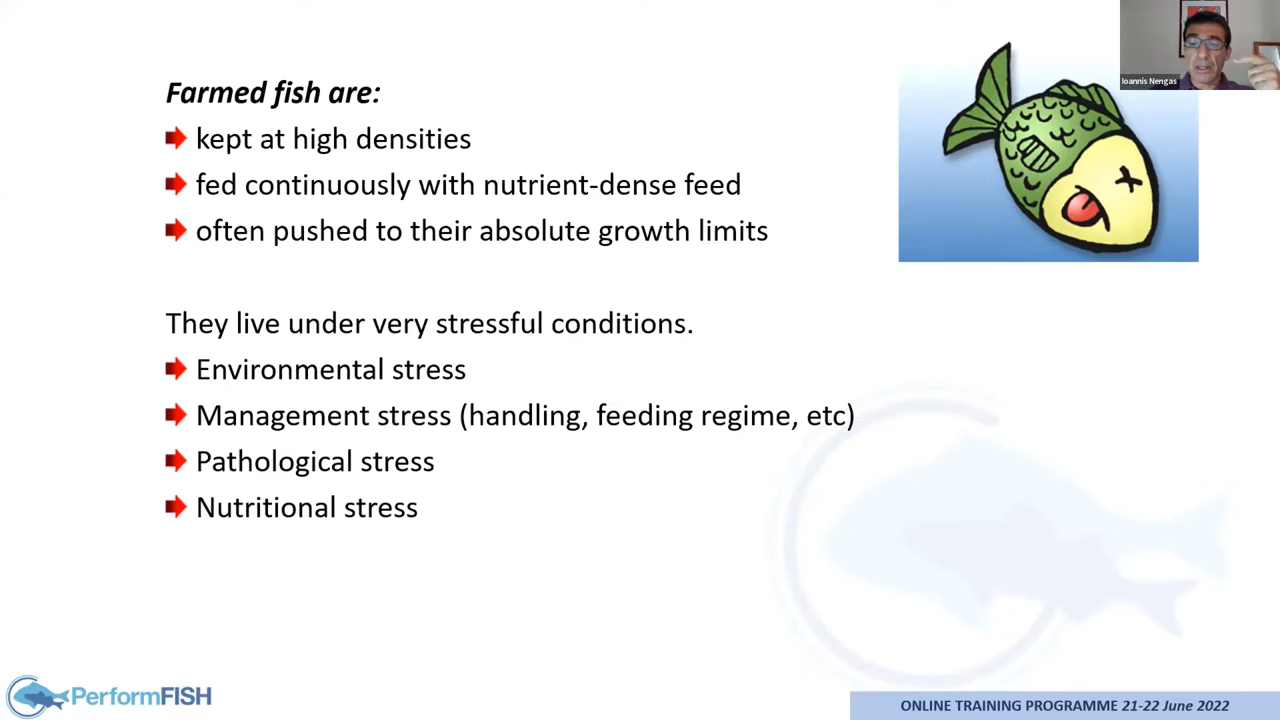 Ioannis Nengas
Farmed fish are:
kept at high densities
fed continuously with nutrient-dense feed
often pushed to their absolute growth limits
They live under very stressful conditions.
Environmental stress
Management stress (handling, feeding regime, etc)
Pathological stress
Nutritional stress
PerformFISH
ONLINE TRAINING PROGRAMME 21-22 June 2022